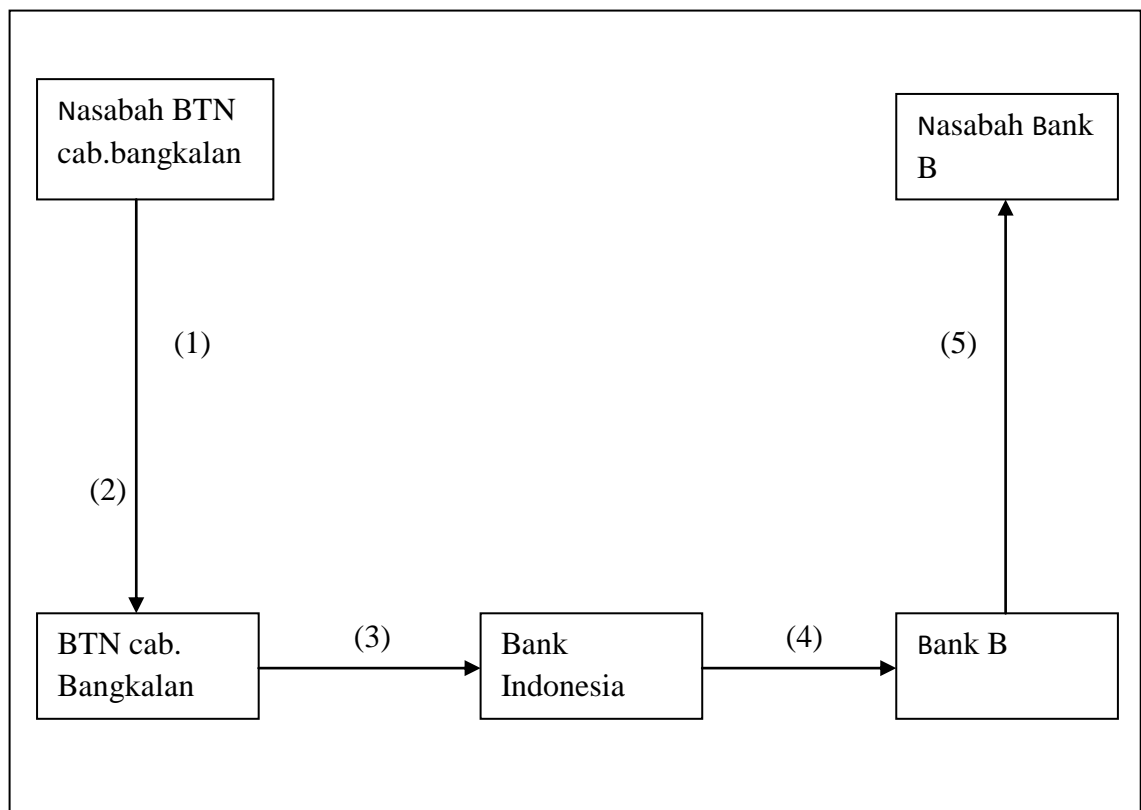 Nasabah BTN
cab.bangkalan
Nasabah Bank
B
(1)
(5)
(2)
BTN cab.
Bangkalan
(3)
Bank
Indonesia
(4)
Bank B